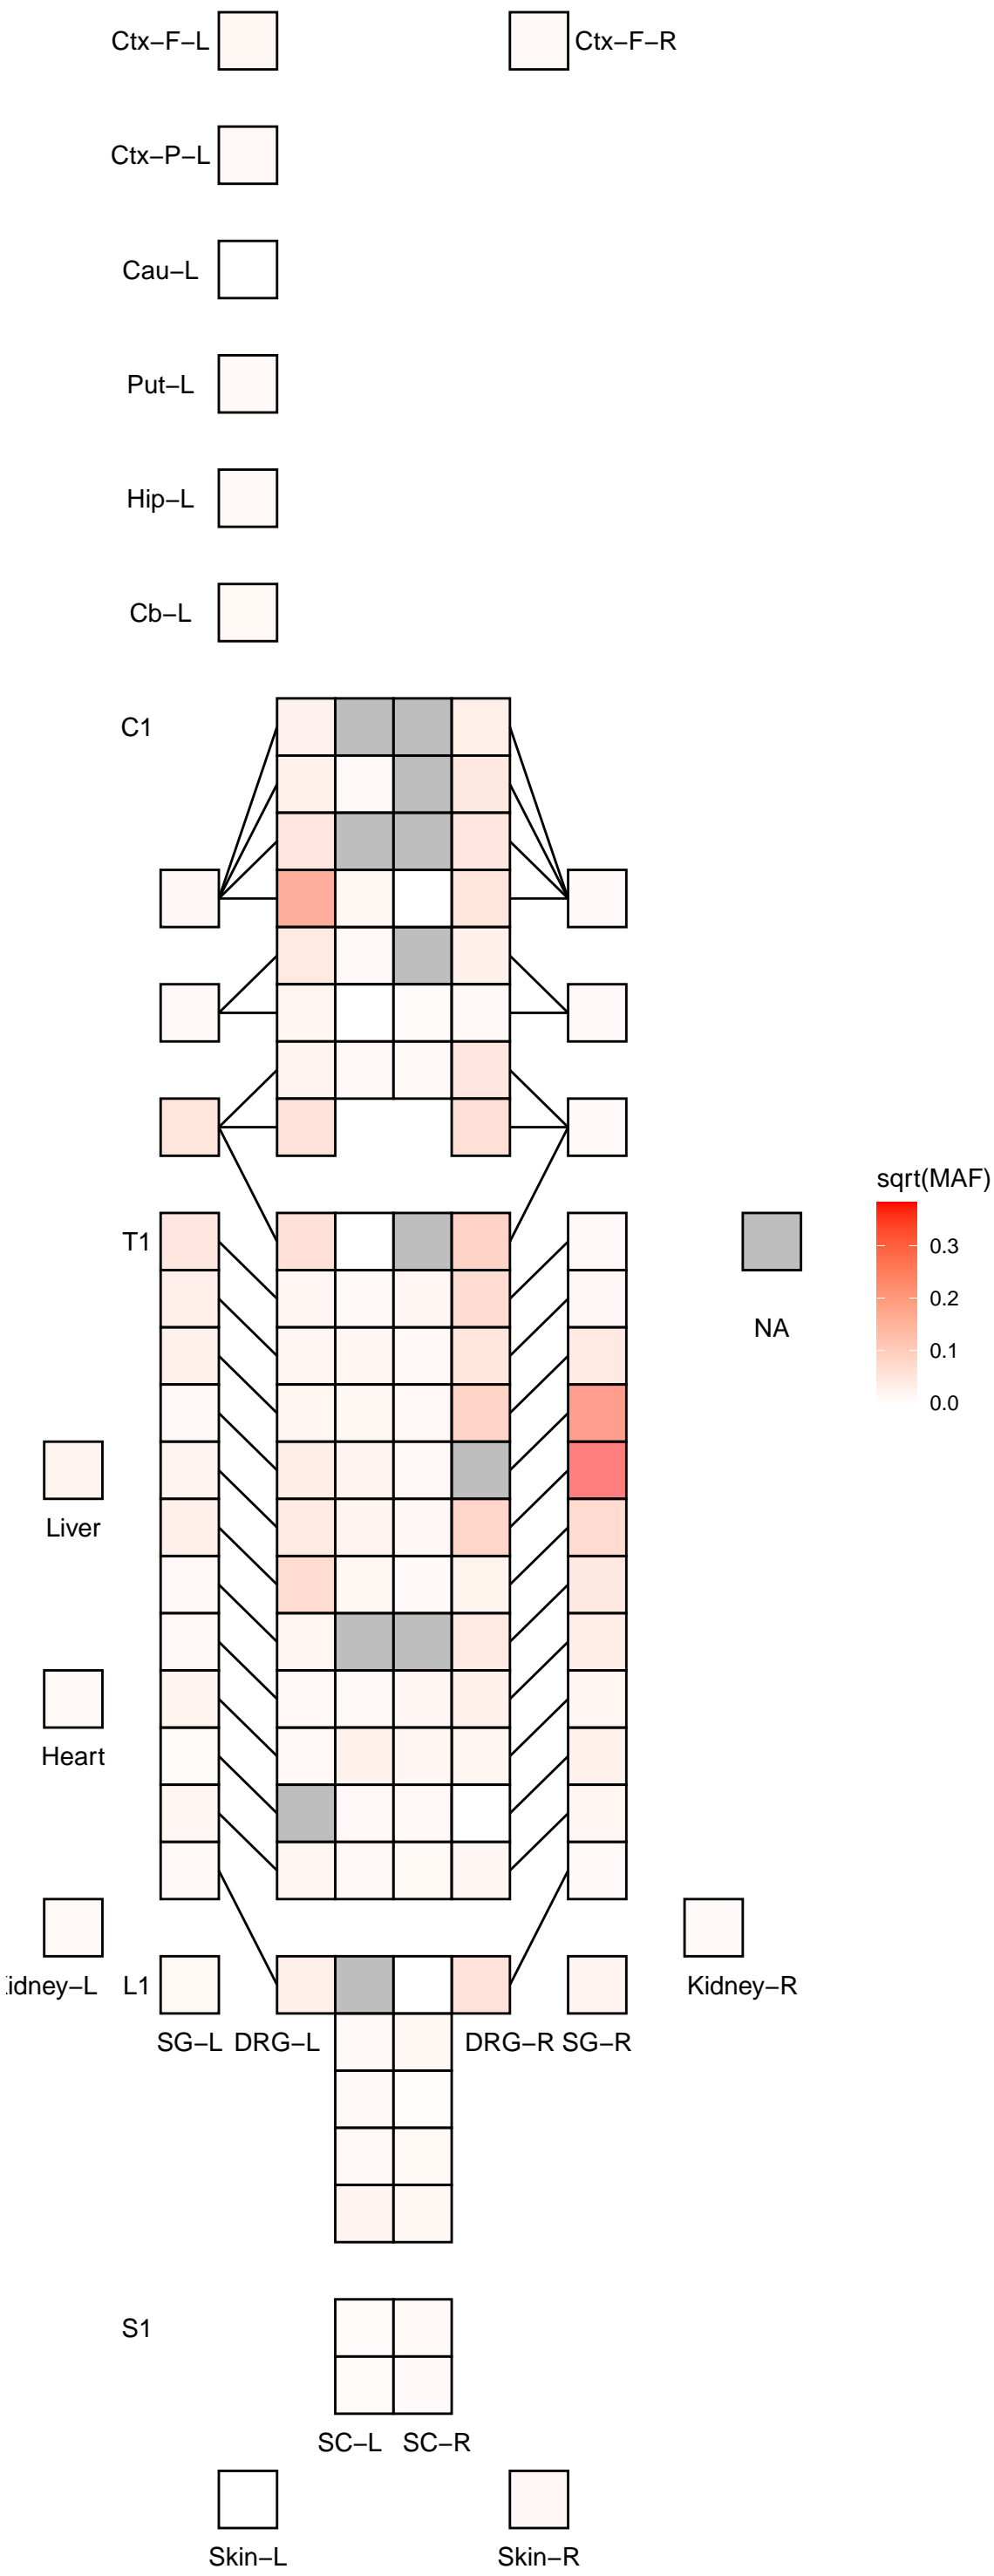 Ctx−F−L
Ctx−F−R
Ctx−P−L
Cau−L
Put−L
Hip−L
Cb−L
C1
sqrt(MAF)
T1
0.3
0.2
NA
0.1
0.0
Liver
Heart
idney−L
L1
Kidney−R
SG−L DRG−L
DRG−R SG−R
S1
SC−L SC−R
Skin−L
Skin−R